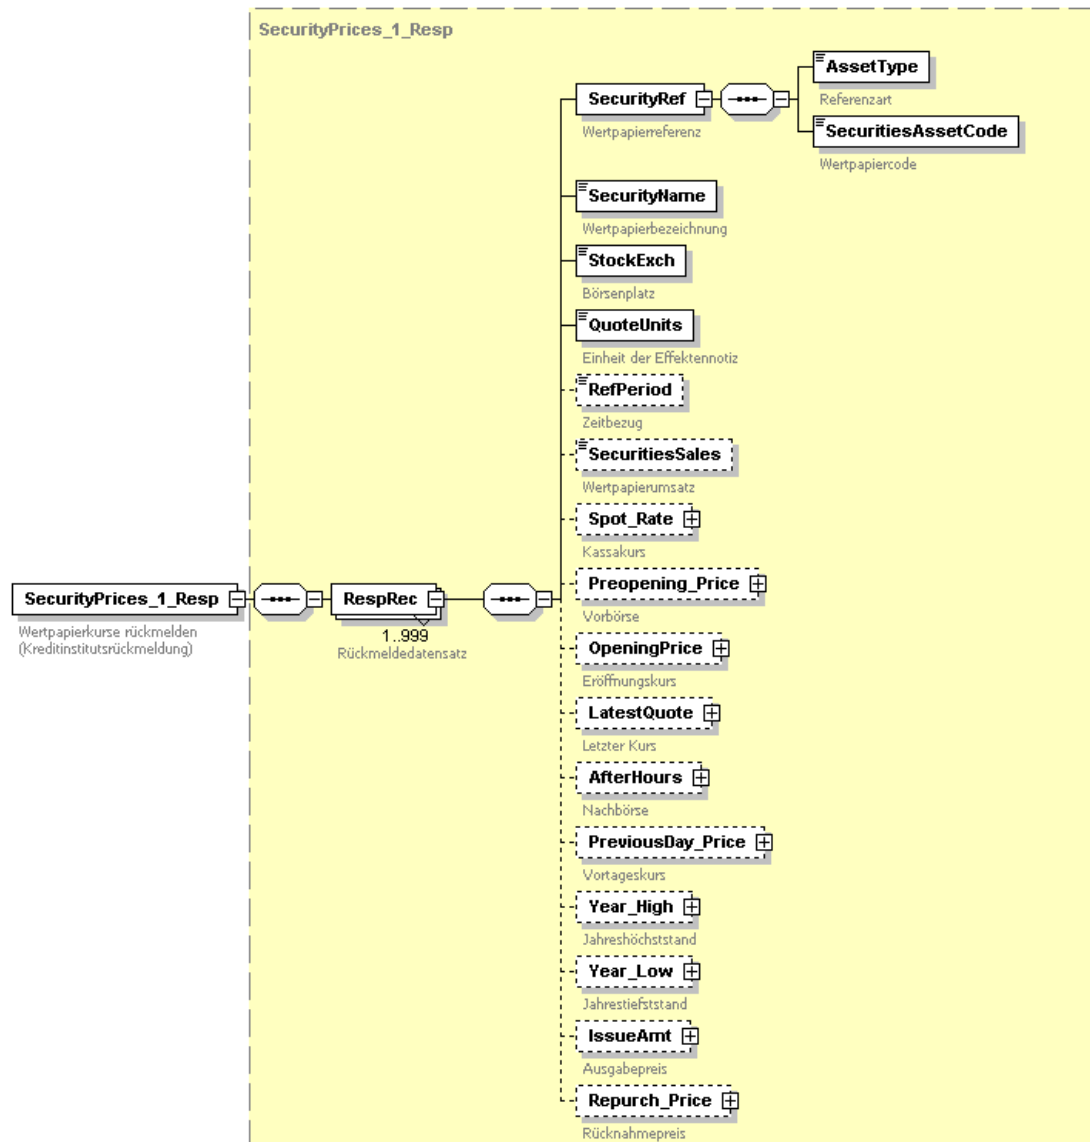 SecurityPrices_1_Resp
AssetType
Referenzart
SecurityRef
Wertpapierreferenz
SecuritiesAssetCode
Wertpapiercode
SecurityName
Wertpapierbezeichnung
StockExch
Börsenplatz
QuoteUnits
Einheit der Effektennotiz
RefPeriod
Zeitbezug
SecuritiesSales
Wertpapierumsatz
Spot_Rate
Kassakurs
SecurityPrices_1_Resp
Wertpapierkurse rückmelden
(Kreditinstitutsrückmeldung)
RespRec
1..999
Rückmeldedatensatz
Preopening_Price
Vorbörse
OpeningPrice
Eröffnungskurs
LatestQuote
Letzter Kurs
AfterHours
Nachbörse
PreviousDay_Price
Vortageskurs
Year_High
Jahreshöchststand
Year_Low
Jahrestiefststand
IssueAmt
Ausgabepreis
Repurch_Price
Rücknahmepreis